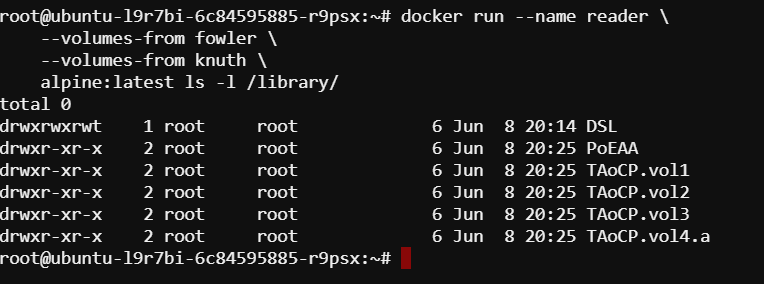 root@ubuntu-l9r7bi-6c84595885-r9psx:~# docker run --name reader \
    --volumes-from fowler \
    --volumes-from knuth \
    alpine:latest ls -l /library/
total 0
drwxrwxrwt    1 root     root             6 Jun  8 20:14 DSL
drwxr-xr-x    2 root     root             6 Jun  8 20:25 PoEAA
drwxr-xr-x    2 root     root             6 Jun  8 20:25 TAoCP.vol1
drwxr-xr-x    2 root     root             6 Jun  8 20:25 TAoCP.vol2
drwxr-xr-x    2 root     root             6 Jun  8 20:25 TAoCP.vol3
drwxr-xr-x    2 root     root             6 Jun  8 20:25 TAoCP.vol4.a
root@ubuntu-l9r7bi-6c84595885-r9psx:~#